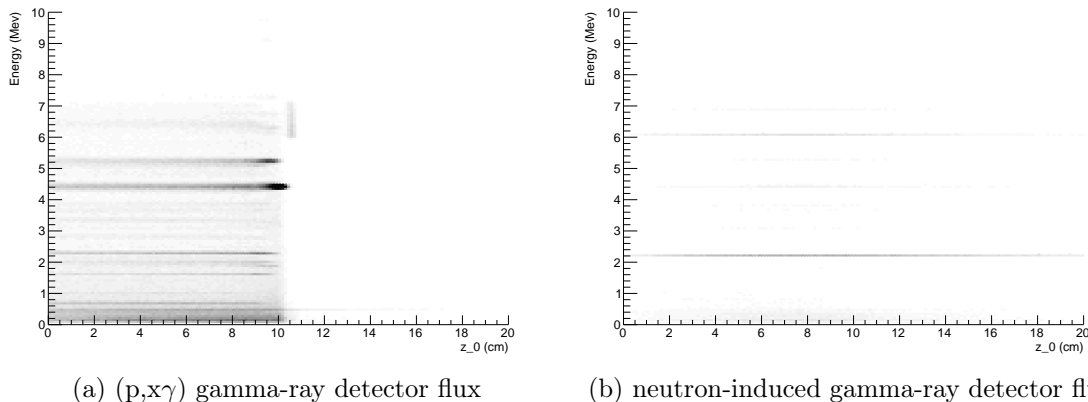 Energy (Mev)
10
9
8
7
6
5
4
3
2
1
0
0 2 4 6 8 10 12 14 16 18 20
z_0 (cm)
(a) (p,xγ) gamma-ray detector flux
Energy (Mev)
10
9
8
7
6
5
4
3
2
1
0
0 2 4 6 8 10 12 14 16 18 20
z_0 (cm)
(b) neutron-induced gamma-ray detector fl